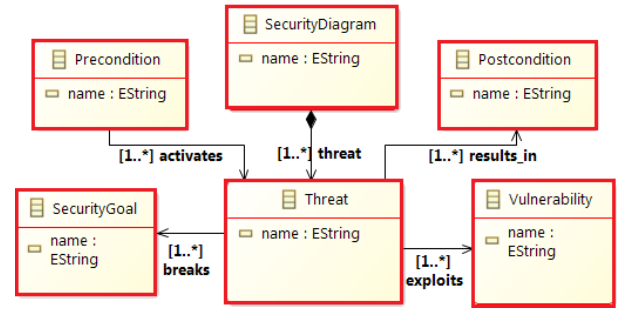 SecurityDiagram
name : EString
Precondition
name : EString
Postcondition
name : EString
[1..*] activates
[1..*] threat
[1..*] results_in
SecurityGoal
name :
EString
Threat
name : EString
Vulnerability
name :
EString
[1..*]
breaks
[1..*]
exploits